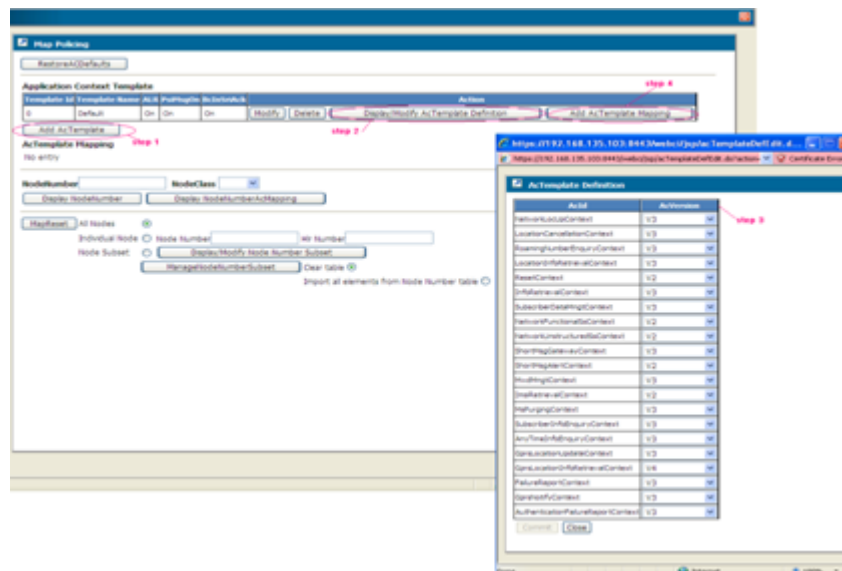 Map Policing
RestoreACDefaults
Application Context Template
step 4
Template Id Template Name Action
0 Default On On On Modify Delete Display/Modify AcTemplate Definition Add AcTemplate Mapping
Add AcTemplate step 1 step 2
AcTemplate Mapping
No entry
NodeNumber NodeClass
Display NodeNumber Display NodeNumberAcMapping
MapReset All Nodes
Individual Node Node Number Number
Node Subset Display/Modify Node Number Subset
ManageNodeNumberSubset Clear table
Import all elements from Node Number table
Certificate Error
AcTemplate Definition
AcId AcVersion
step 3
NetworkLocUpContext V3
LocationCancellationContext V3
RoamingNumberEnquiryContext V3
LocationInfoRetrievalContext V3
ResetContext V2
InfoRetrievalContext V3
SubscriberDataMngtContext V3
NetworkFunctionalSsContext V2
NetworkUnstructuredSsContext V2
ShortMsgGatewayContext V3
ShortMsgAlertContext V2
MwdMngtContext V3
ImeiRetrievalContext V2
MsPurgingContext V3
SubscriberInfoEnquiryContext V3
AnyTimeInfoEnquiryContext V3
GprsLocationUpdateContext V3
GprsLocationInfoRetrievalContext V4
FailureReportContext V3
GprsNotifyContext V3
AuthenticationFailureReportContext V3
Commit Close